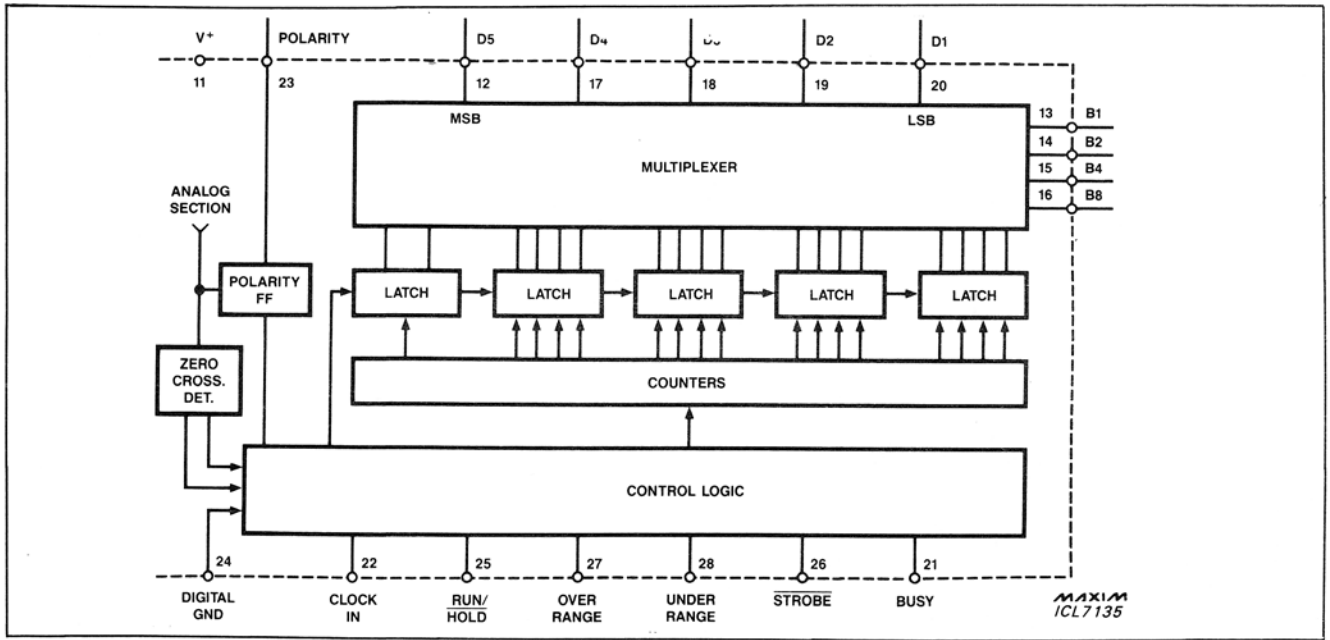 V+ POLARITY D5 D4 D2 D1
11 23 12 17 18 19 20
MSB LSB
13 B1
14 B2
15 B4
16 B8
MULTIPLEXER
ANALOG
SECTION
POLARITY
FF
LATCH LATCH LATCH LATCH LATCH
ZERO
CROSS.
DET.
COUNTERS
CONTROL LOGIC
24 22 25 27 28 26 21
DIGITAL
GND
CLOCK
IN
RUN/
HOLD
OVER
RANGE
UNDER
RANGE
STROBE
BUSY
MAXIM
ICL7135